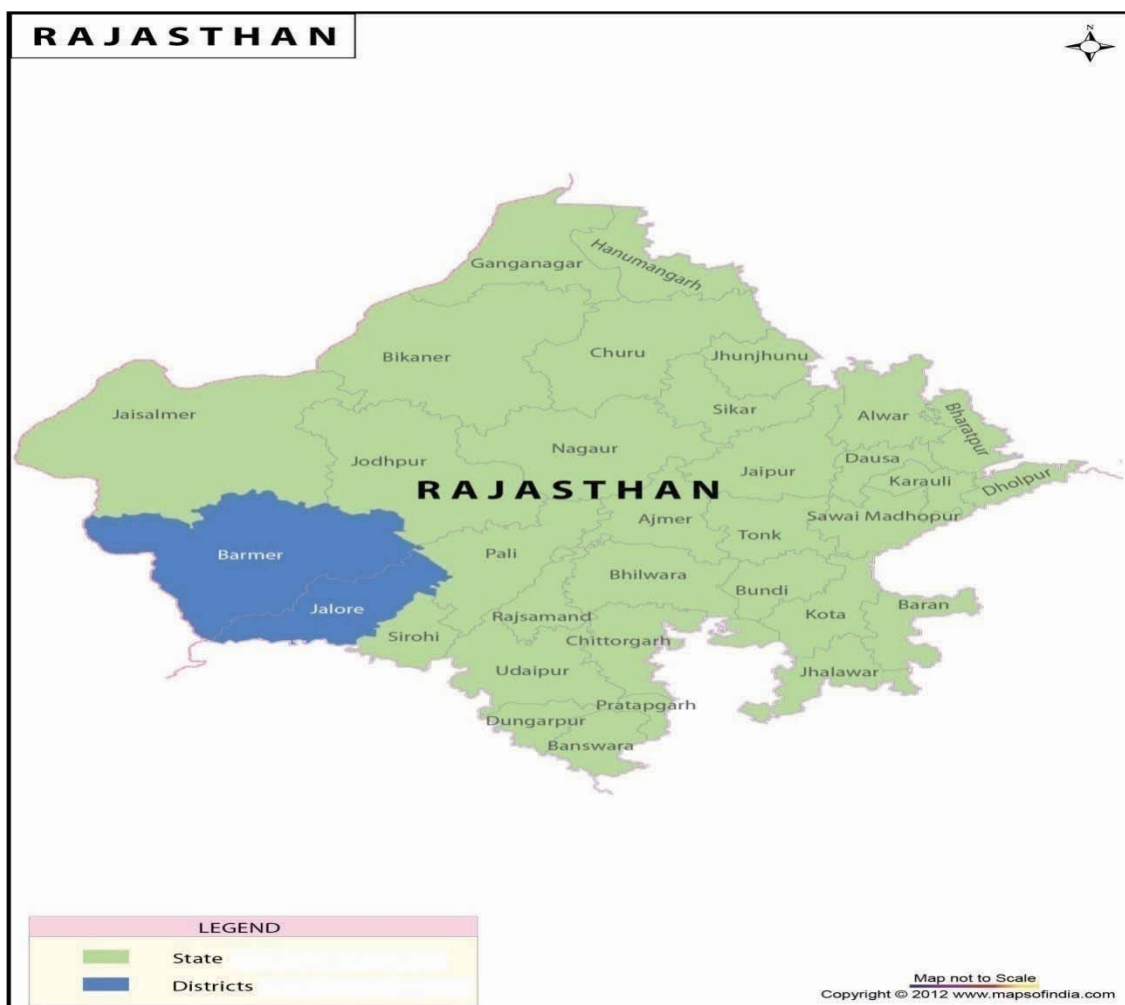 RAJASTHAN
N
Ganganagar
Hanumangarh
Bikaner
Churu
Jhunjhunu
Jaisalmer
Sikar
Alwar
Bharatpur
Jodhpur
Nagaur
Jaipur
Dausa
Karauli
Dholpur
RAJASTHAN
Ajmer
Sawai Madhopur
Tonk
Barmer
Pali
Bhilwara
Bundi
Jalore
Rajsamand
Kota
Baran
Sirohi
Chittorgarh
Udaipur
Jhalawar
Pratapgarh
Dungarpur
Banswara
LEGEND
State
Districts
Map not to Scale
Copyright © 2012 www.mapsofindia.com